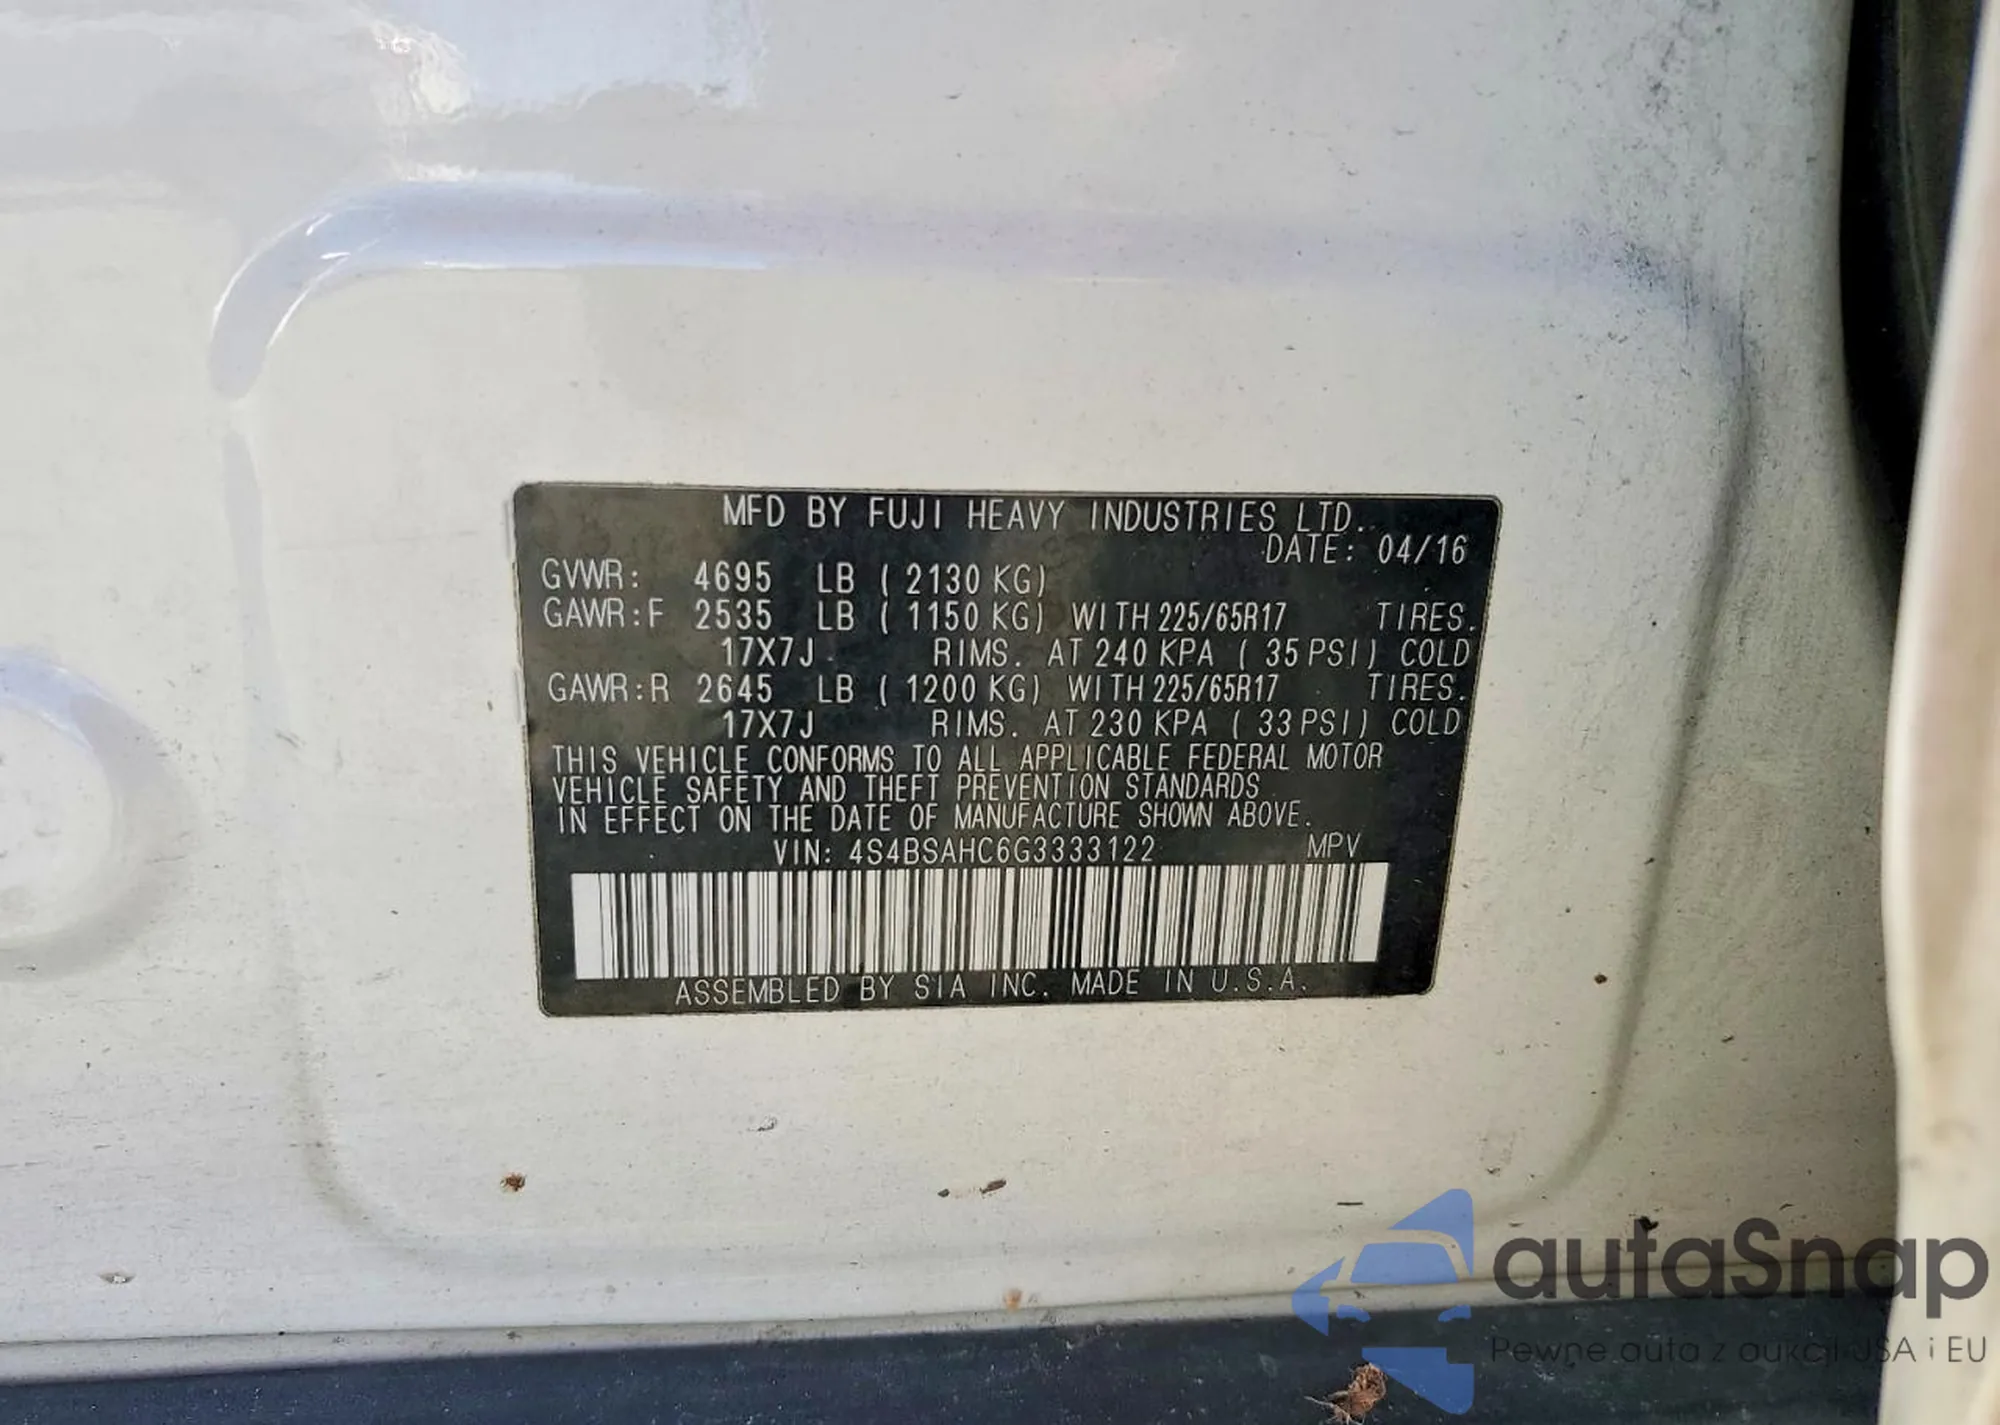 MFD BY FUJI HEAVY INDUSTRIES LTD.
DATE: 04/16
GVWR: 4695 LB ( 2130 KG)
GAWR:F 2535 LB ( 1150 KG) WITH 225/65R17 TIRES.
17X7J RIMS. AT 240 KPA ( 35 PSI) COLD
GAWR:R 2645 LB ( 1200 KG) WITH 225/65R17 TIRES.
17X7J RIMS. AT 230 KPA ( 33 PSI) COLD
THIS VEHICLE CONFORMS TO ALL APPLICABLE FEDERAL MOTOR
VEHICLE SAFETY AND THEFT PREVENTION STANDARDS
IN EFFECT ON THE DATE OF MANUFACTURE SHOWN ABOVE.
VIN: 4S4BSAHC6G3333122 MPV
ASSEMBLED BY SIA INC. MADE IN U.S.A.
autaSnap
Pewne auta z aukcji USA i EU